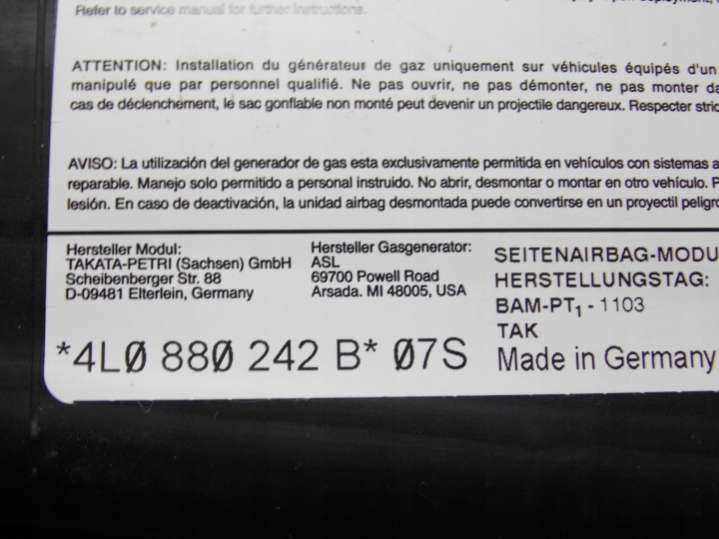 Refer to service manual for further instructions.
ATTENTION: Installation du générateur de gaz uniquement sur véhicules équipés d'un
manipulé que par personnel qualifié. Ne pas ouvrir, ne pas démonter, ne pas monter da
cas de déclenchement, le sac gonflable non monté peut devenir un projectile dangereux. Respecter stric
AVISO: La utilización del generador de gas esta exclusivamente permitida en vehículos con sistemas a
reparable. Manejo solo permitido a personal instruido. No abrir, desmontar o montar en otro vehículo. P
lesión. En caso de deactivación, la unidad airbag desmontada puede convertirse en un proyectil peligro
Hersteller Modul:
TAKATA-PETRI (Sachsen) GmbH
Scheibenberger Str. 88
D-09481 Elterlein, Germany
Hersteller Gasgenerator:
ASL
69700 Powell Road
Arsada. MI 48005, USA
SEITENAIRBAG-MODU
HERSTELLUNGSTAG:
BAM-PT₁ - 1103
TAK
Made in Germany
*4L0 880 242 B* 07S